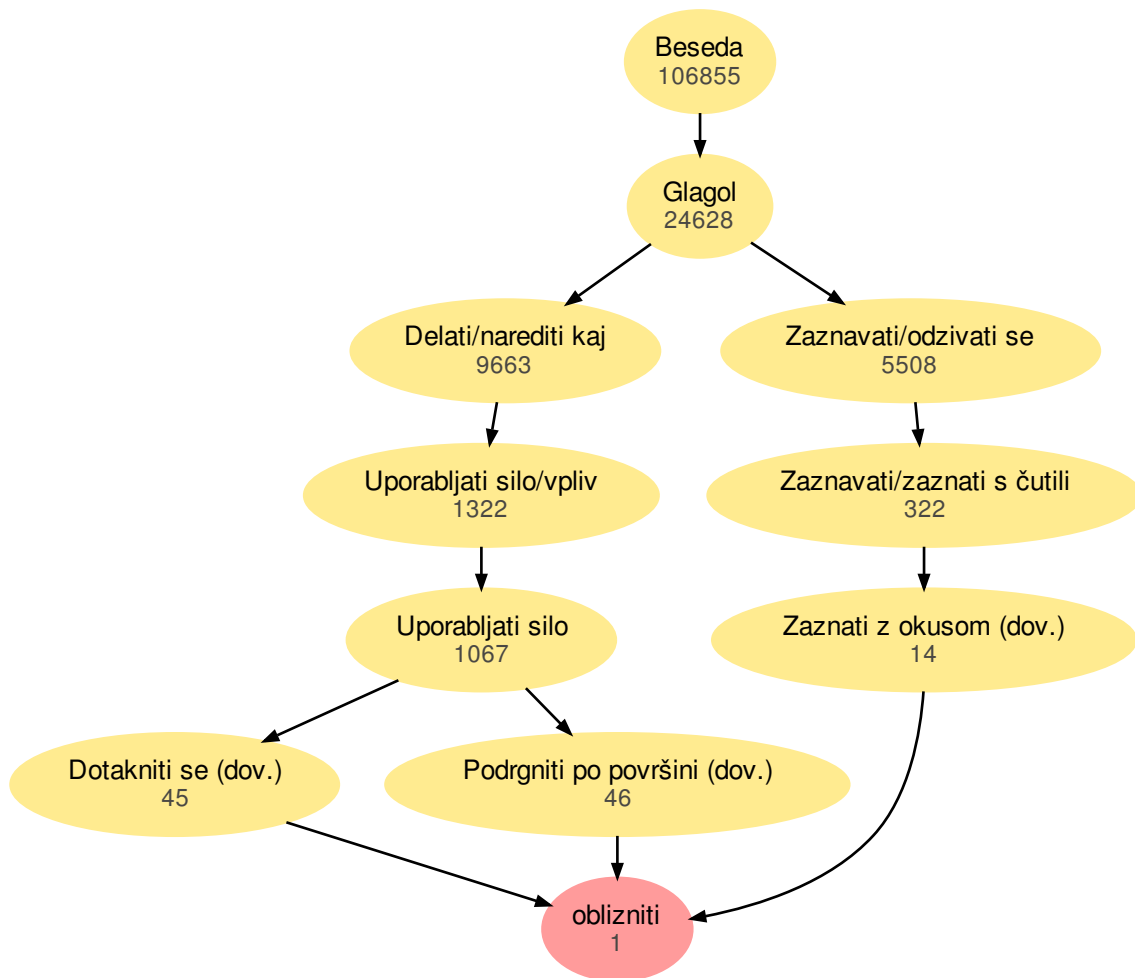 Beseda
106855
Glagol
24628
Delati/narediti kaj
9663
Zaznavati/odzivati se
5508
Uporabljati silo/vpliv
1322
Zaznavati/zaznati s čutili
322
Uporabljati silo
1067
Zaznati z okusom (dov.)
14
Dotakniti se (dov.)
45
Podrgniti po površini (dov.)
46
oblizniti
1